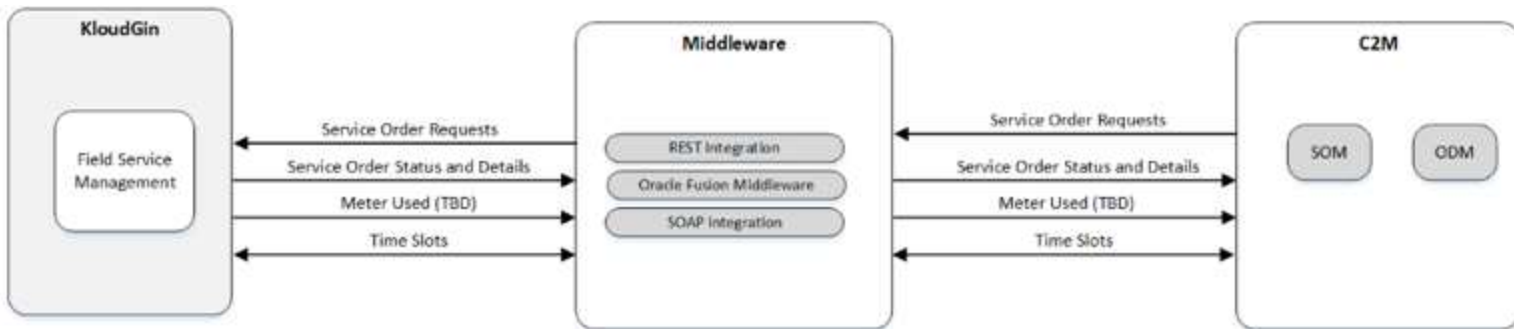 KloudGin
Field Service
Management
Service Order Requests
Service Order Status and Details
Meter Used (TBD)
Time Slots
Middleware
REST Integration
Oracle Fusion Middleware
SOAP Integration
Service Order Requests
Service Order Status and Details
Meter Used (TBD)
Time Slots
C2M
SOM
ODM